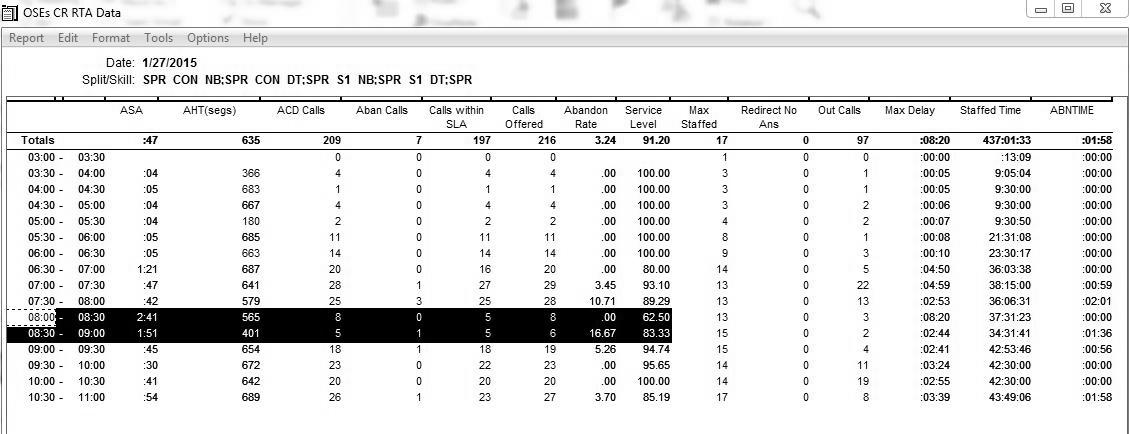 OSEs CR RTA Data
Report Edit Format Tools Options Help
Date: 1/27/2015
Split/Skill: SPR CON NB;SPR CON DT;SPR S1 NB;SPR S1 DT;SPR
ASA AHT(segs) ACD Calls Aban Calls Calls within SLA Calls Offered Abandon Rate Service Level Max Staffed Redirect No Ans Out Calls Max Delay Staffed Time ABNTIME
Totals :47 635 209 7 197 216 3.24 91.20 17 0 97 :08:20 437:01:33 :01:58
03:00 - 03:30 0 0 0 0 1 0 0 :00:00 :13:09 :00:00
03:30 - 04:00 :04 366 4 0 4 4 .00 100.00 3 0 1 :00:05 9:05:04 :00:00
04:00 - 04:30 :05 683 1 0 1 1 .00 100.00 3 0 1 :00:05 9:30:00 :00:00
04:30 - 05:00 :04 667 4 0 4 4 .00 100.00 3 0 2 :00:06 9:30:00 :00:00
05:00 - 05:30 :04 180 2 0 2 2 .00 100.00 4 0 2 :00:07 9:30:50 :00:00
05:30 - 06:00 :05 685 11 0 11 11 .00 100.00 8 0 1 :00:08 21:31:08 :00:00
06:00 - 06:30 :05 663 14 0 14 14 .00 100.00 9 0 3 :00:10 23:30:17 :00:00
06:30 - 07:00 1:21 687 20 0 16 20 .00 80.00 14 0 5 :04:50 36:03:38 :00:00
07:00 - 07:30 :47 641 28 1 27 29 3.45 93.10 13 0 22 :04:59 38:15:00 :00:59
07:30 - 08:00 :42 579 25 3 25 28 10.71 89.29 13 0 13 :02:53 36:06:31 :02:01
08:00 - 08:30 2:41 565 8 0 5 8 .00 62.50 13 0 3 :08:20 37:31:23 :00:00
08:30 - 09:00 1:51 401 5 1 5 6 16.67 83.33 15 0 2 :02:44 34:31:41 :01:36
09:00 - 09:30 :45 654 18 1 18 19 5.26 94.74 15 0 4 :02:41 42:53:46 :00:56
09:30 - 10:00 :30 672 23 0 22 23 .00 95.65 14 0 11 :03:24 42:30:00 :00:00
10:00 - 10:30 :41 642 20 0 20 20 .00 100.00 14 0 19 :02:55 42:30:00 :00:00
10:30 - 11:00 :54 689 26 1 23 27 3.70 85.19 17 0 8 :03:39 43:49:06 :01:58